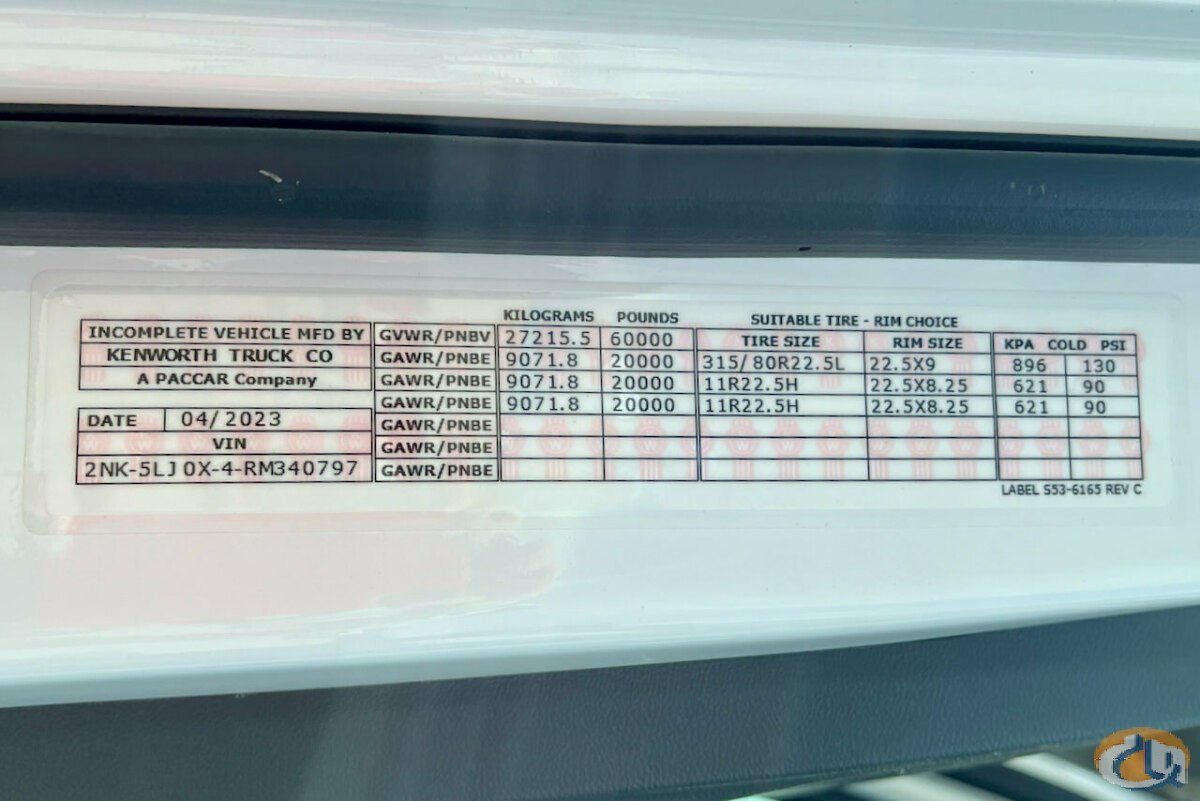 KILOGRAMS POUNDS SUITABLE TIRE - RIM CHOICE
INCOMPLETE VEHICLE MFD BY GVWR/PNBV 27215.5 60000 TIRE SIZE RIM SIZE KPA COLD PSI
KENWORTH TRUCK CO GAWR/PNBE 9071.8 20000 315/80R22.5L 22.5X9 896 130
A PACCAR Company GAWR/PNBE 9071.8 20000 11R22.5H 22.5X8.25 621 90
GAWR/PNBE 9071.8 20000 11R22.5H 22.5X8.25 621 90
DATE 04/2023 GAWR/PNBE
VIN GAWR/PNBE
2NK-5LJ0X-4-RM340797 GAWR/PNBE
LABEL S53-6165 REV C